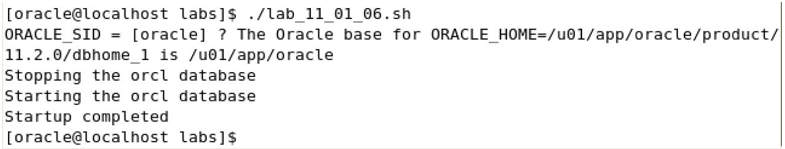 [oracle@localhost labs]$ ./lab_11_01_06.sh
ORACLE_SID = [oracle] ? The Oracle base for ORACLE_HOME=/u01/app/oracle/product/
11.2.0/dbhome_1 is /u01/app/oracle
Stopping the orcl database
Starting the orcl database
Startup completed
[oracle@localhost labs]$